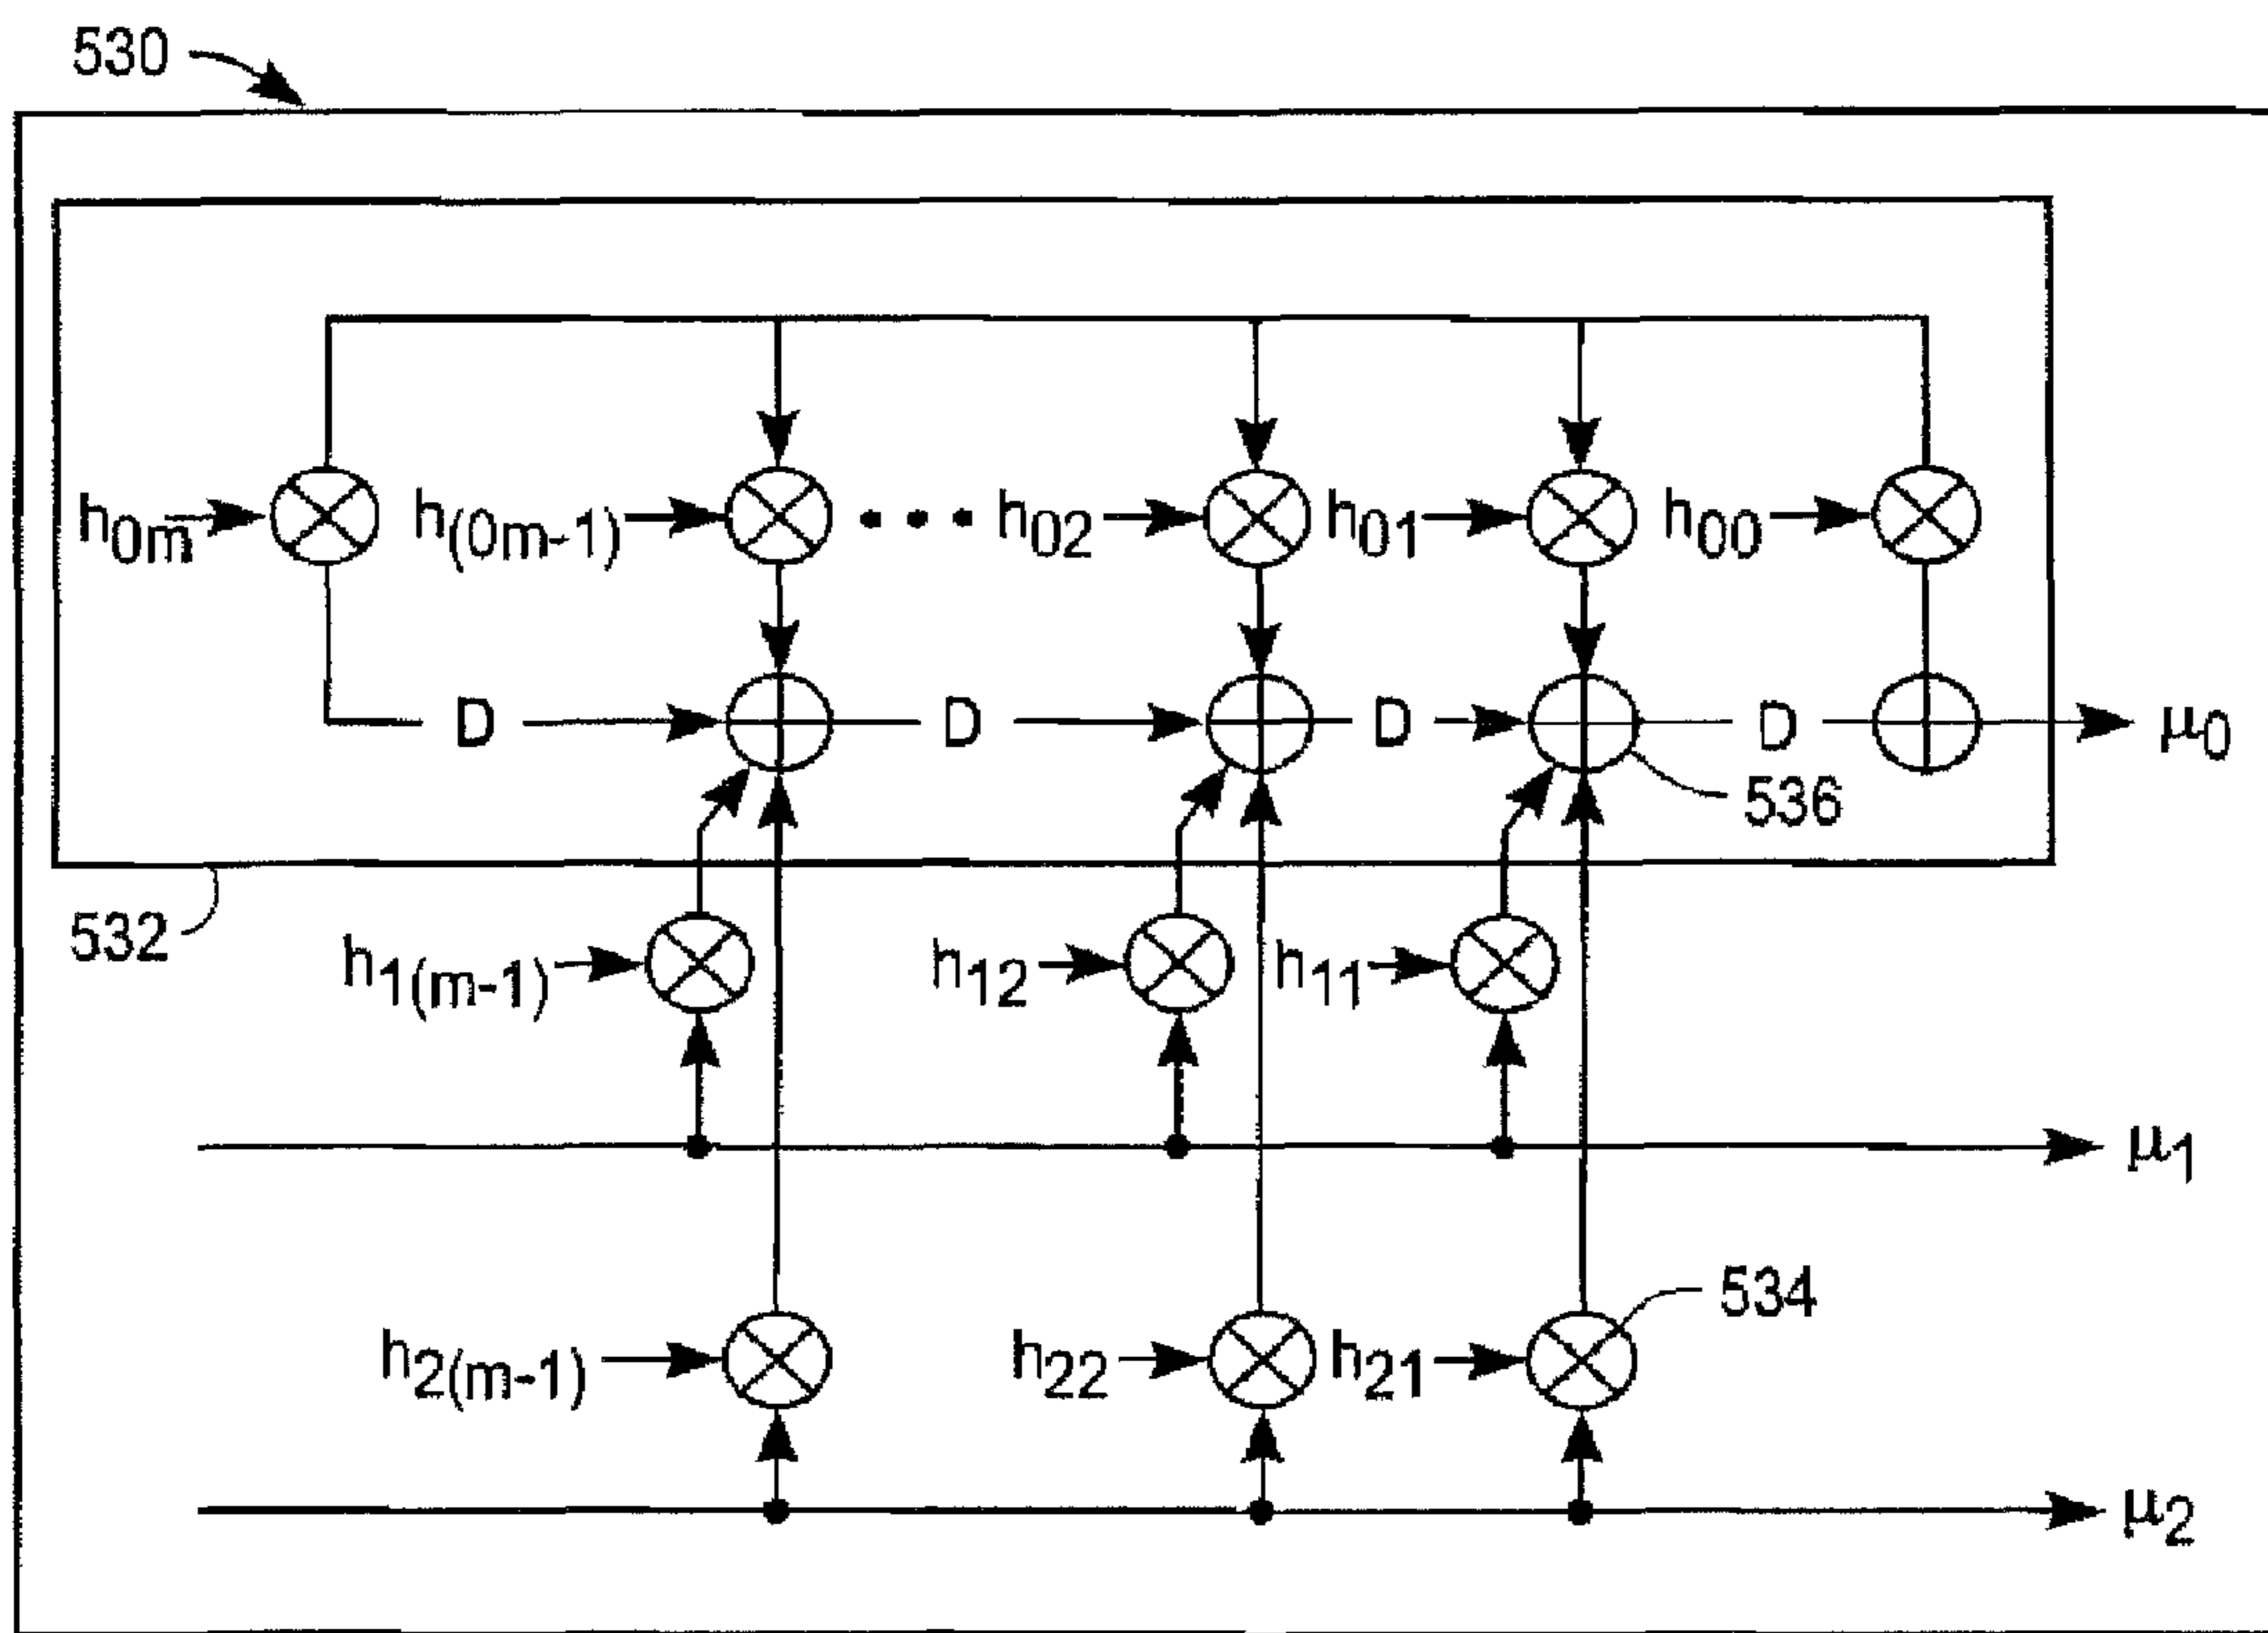 530
h0m h(0m-1) • • • h02 h01 h00
D D D D μ0
536
532
h1(m-1) h12 h11
μ1
534
h2(m-1) h22 h21
μ2